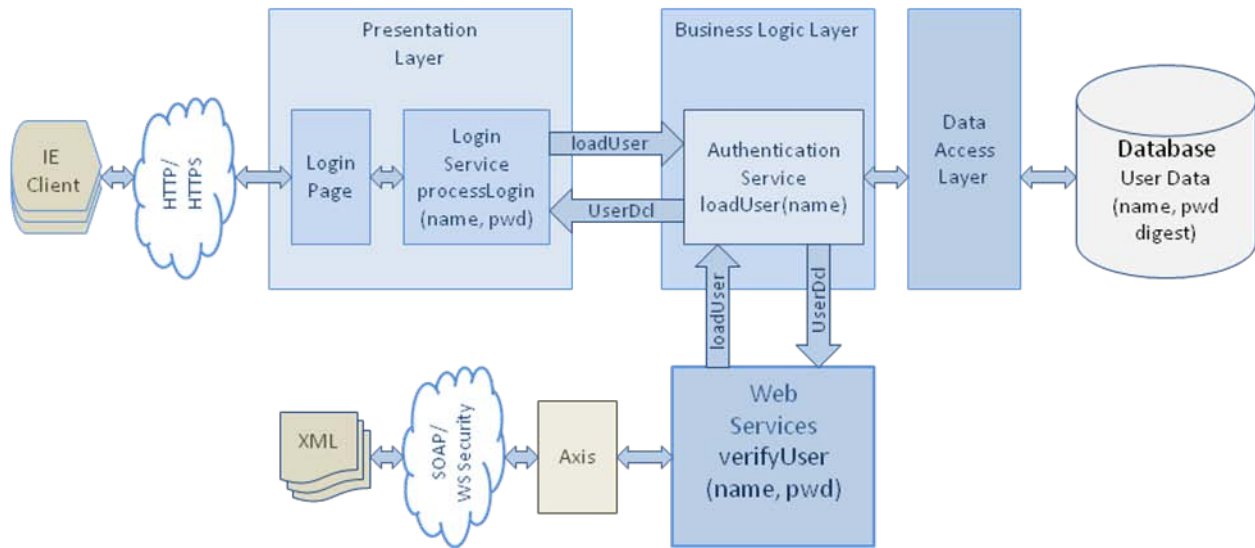 Presentation
Layer
Business Logic Layer
IE
Client
HTTP/
HTTPS
Login
Page
Login
Service
processLogin
(name, pwd)
loadUser
UserDcl
Authentication
Service
loadUser(name)
Data
Access
Layer
Database
User Data
(name, pwd
digest)
loadUser
UserDcl
XML
SOAP/
WS Security
Axis
Web
Services
verifyUser
(name, pwd)